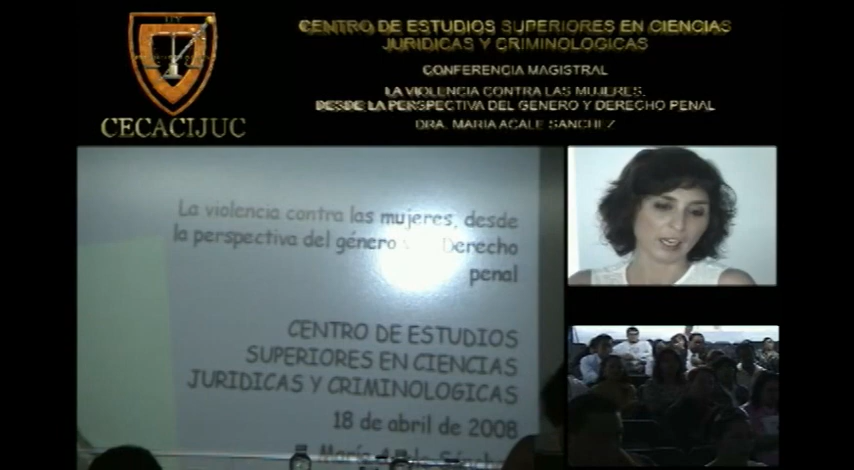 CENTRO DE ESTUDIOS SUPERIORES EN CIENCIAS
JURIDICAS Y CRIMINOLOGICAS
CONFERENCIA MAGISTRAL
LA VIOLENCIA CONTRA LAS MUJERES.
DESDE LA PERSPECTIVA DEL GENERO Y DERECHO PENAL
DRA. MARIA ACALE SANCHEZ
CECACIJUC
La violencia contra las mujeres, desde
la perspectiva del género Derecho
penal
CENTRO DE ESTUDIOS
SUPERIORES EN CIENCIAS
JURIDICAS Y CRIMINOLOGICAS
18 de abril de 2008
María